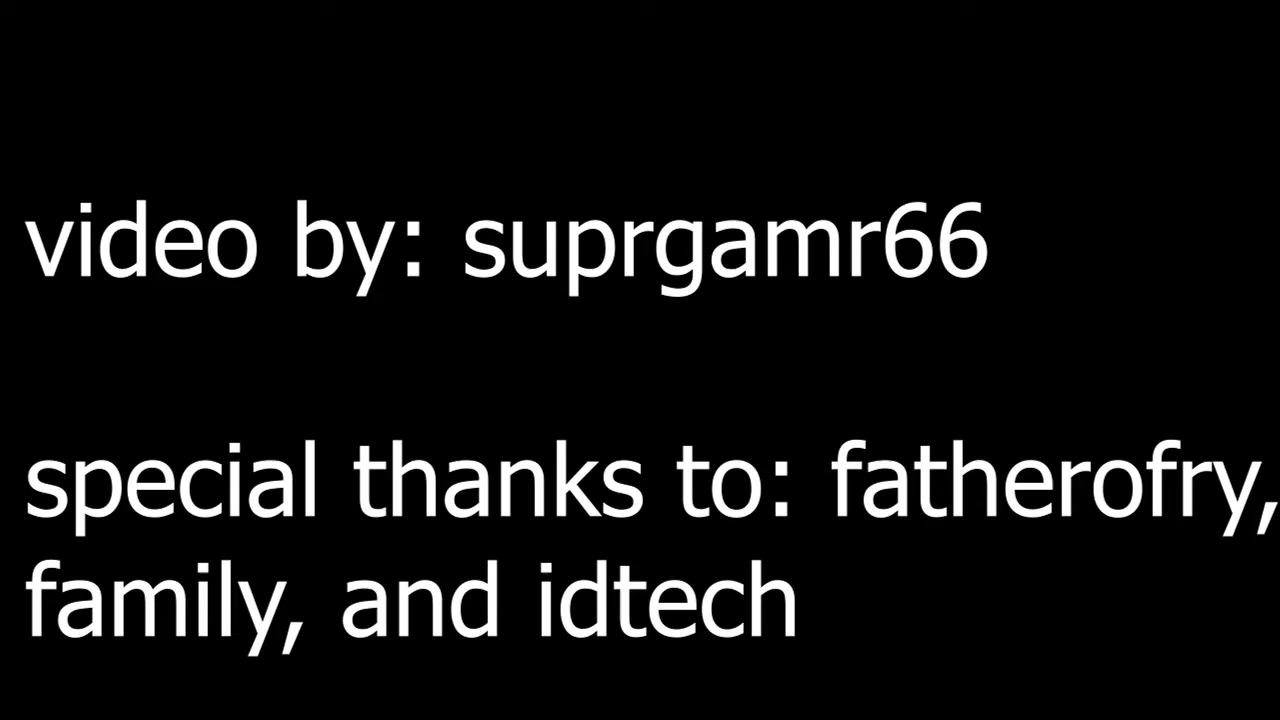 video by: suprgamr66
special thanks to: fatherofry,
family, and idtech